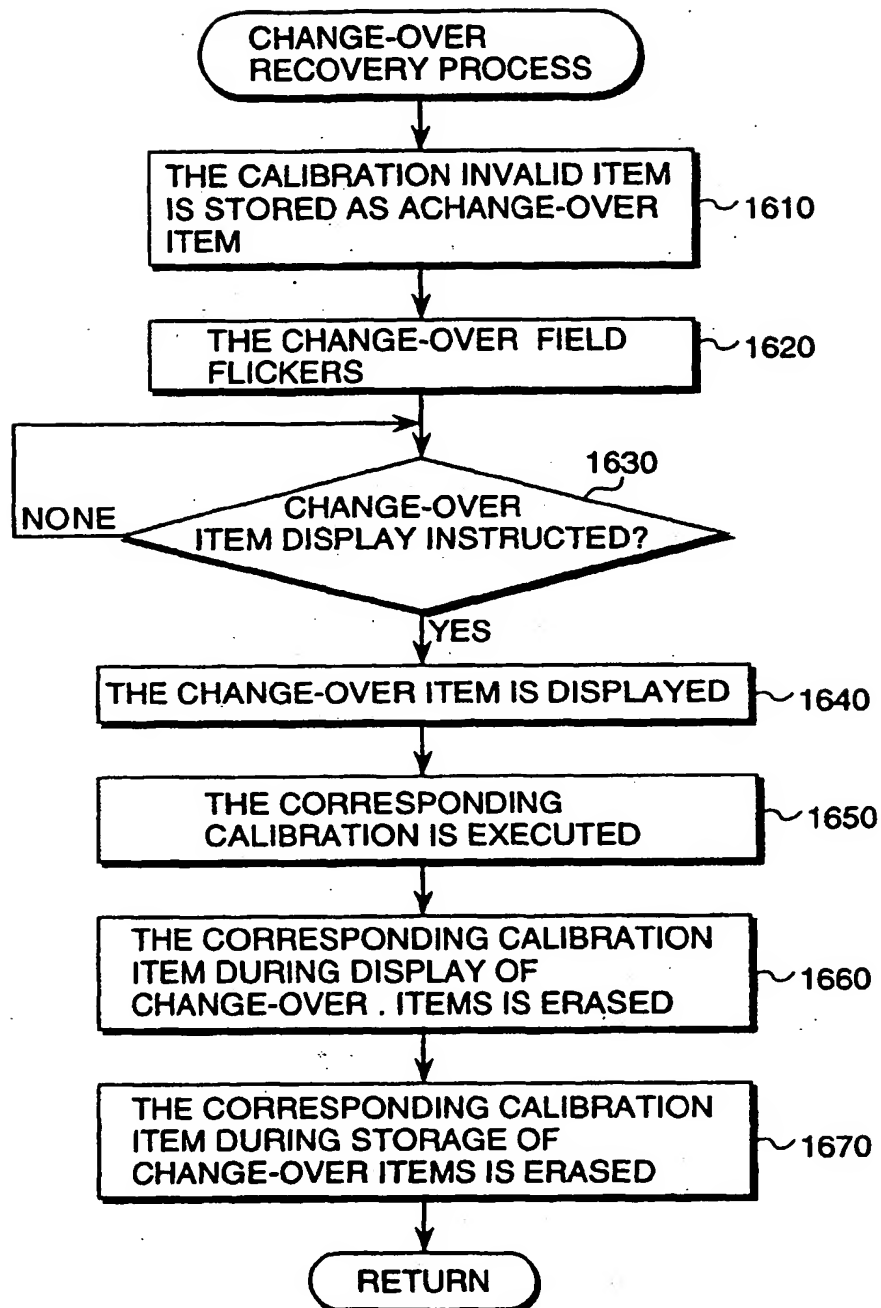 CHANGE-OVER
RECOVERY PROCESS
THE CALIBRATION INVALID ITEM
IS STORED AS ACHANGE-OVER
ITEM
1610
THE CHANGE-OVER FIELD
FLICKERS
1620
1630
NONE
CHANGE-OVER
ITEM DISPLAY INSTRUCTED?
YES
THE CHANGE-OVER ITEM IS DISPLAYED
1640
THE CORRESPONDING
CALIBRATION IS EXECUTED
1650
THE CORRESPONDING CALIBRATION
ITEM DURING DISPLAY OF
CHANGE-OVER . ITEMS IS ERASED
1660
THE CORRESPONDING CALIBRATION
ITEM DURING STORAGE OF
CHANGE-OVER ITEMS IS ERASED
1670
RETURN